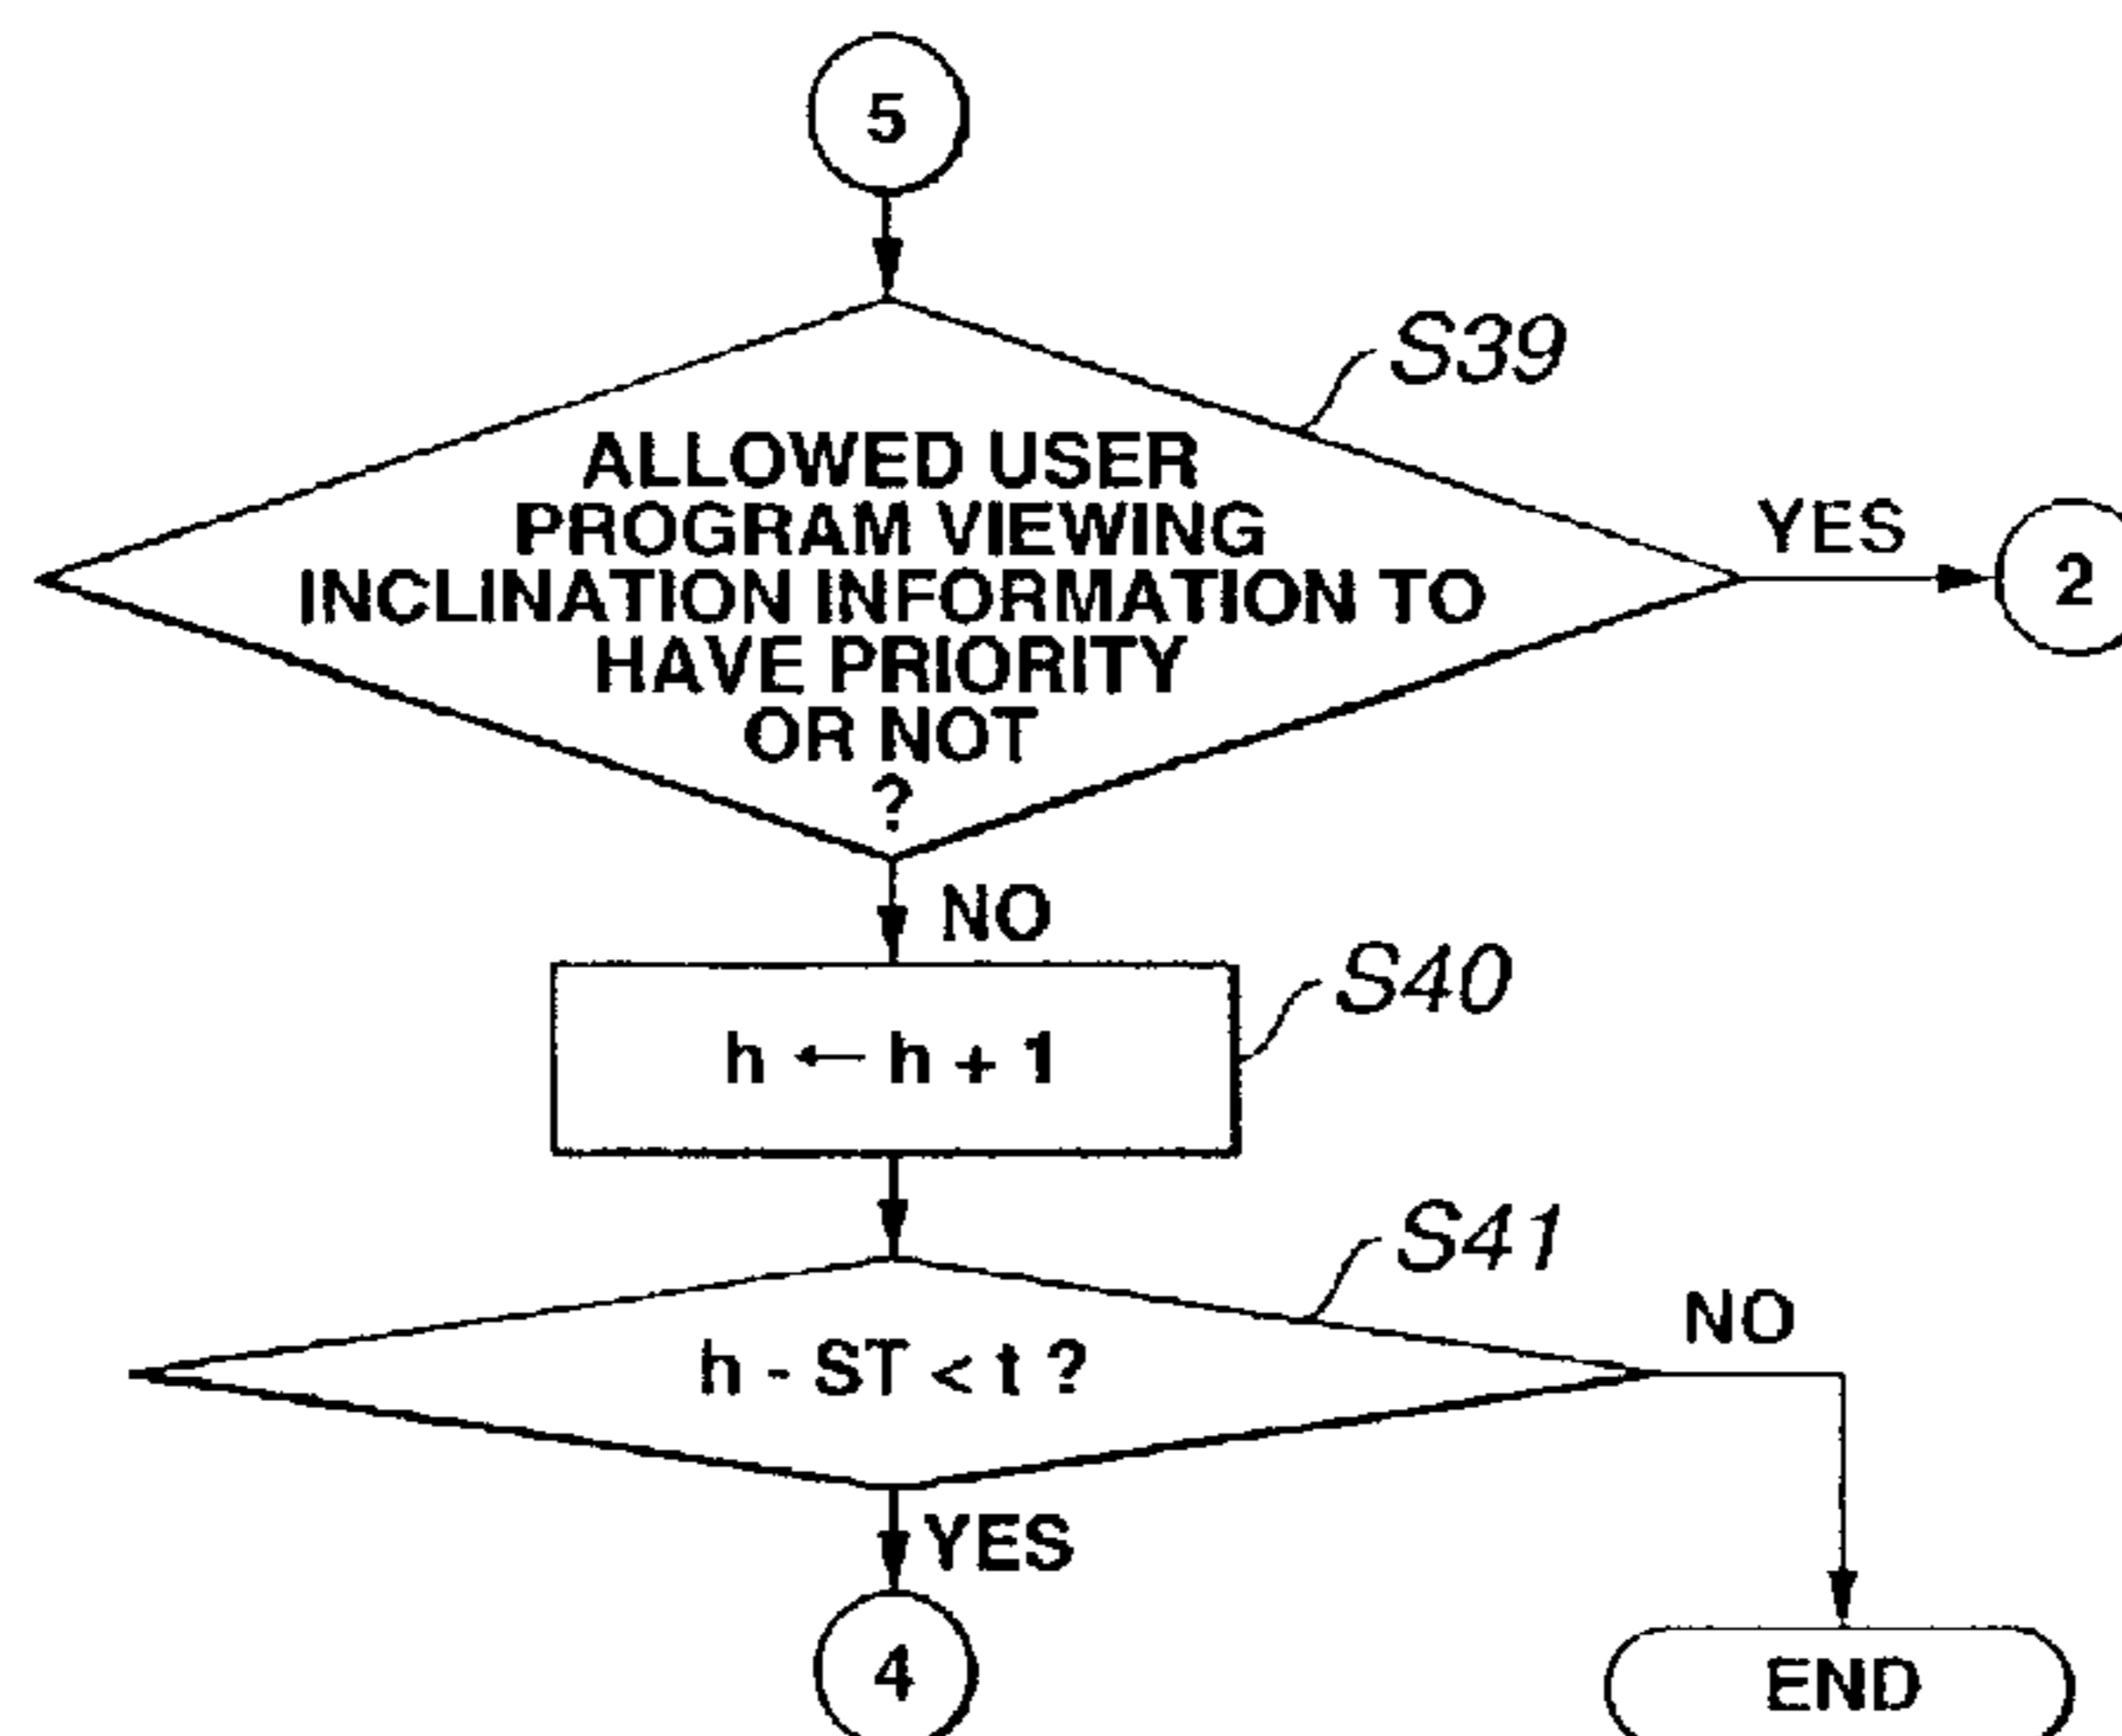 5
S39
ALLOWED USER
PROGRAM VIEWING
INCLINATION INFORMATION TO
HAVE PRIORITY
OR NOT
?
YES
2
NO
S40
h ← h + 1
S41
h - ST < t ?
NO
YES
4
END